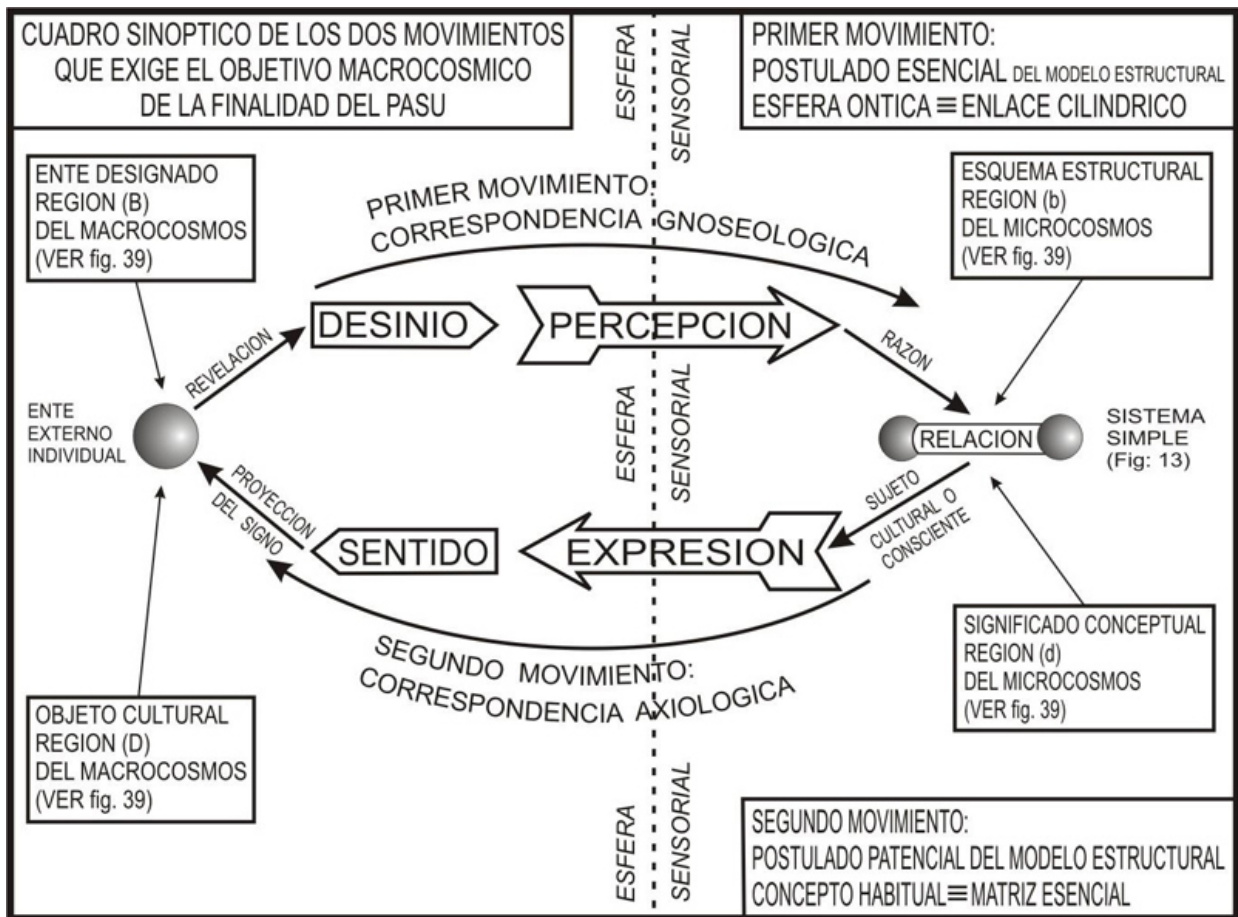 CUADRO SINOPTICO DE LOS DOS MOVIMIENTOS
QUE EXIGE EL OBJETIVO MACROCOSMICO
DE LA FINALIDAD DEL PASU
ESFERA
SENSORIAL
PRIMER MOVIMIENTO:
POSTULADO ESENCIAL DEL MODELO ESTRUCTURAL
ESFERA ONTICA ≡ ENLACE CILINDRICO
ENTE DESIGNADO
REGION (B)
DEL MACROCOSMOS
(VER fig. 39)
PRIMER MOVIMIENTO:
CORRESPONDENCIA GNOSEOLOGICA
ESQUEMA ESTRUCTURAL
REGION (b)
DEL MICROCOSMOS
(VER fig. 39)
DESINIO
PERCEPCION
REVELACION
RAZON
ENTE
EXTERNO
INDIVIDUAL
ESFERA
SENSORIAL
RELACION
SISTEMA
SIMPLE
(Fig: 13)
PROYECCION
DEL SIGNO
SENTIDO
EXPRESION
SUJETO
CULTURAL O
CONSCIENTE
SEGUNDO MOVIMIENTO:
CORRESPONDENCIA AXIOLOGICA
OBJETO CULTURAL
REGION (D)
DEL MACROCOSMOS
(VER fig. 39)
SIGNIFICADO CONCEPTUAL
REGION (d)
DEL MICROCOSMOS
(VER fig. 39)
ESFERA
SENSORIAL
SEGUNDO MOVIMIENTO:
POSTULADO PATENCIAL DEL MODELO ESTRUCTURAL
CONCEPTO HABITUAL ≡ MATRIZ ESENCIAL